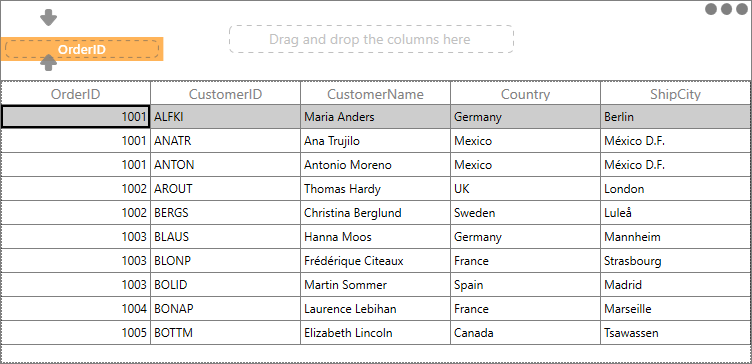 OrderID
Drag and drop the columns here
OrderID CustomerID CustomerName Country ShipCity
1001 ALFKI Maria Anders Germany Berlin
1001 ANATR Ana Trujilo Mexico México D.F.
1001 ANTON Antonio Moreno Mexico México D.F.
1002 AROUT Thomas Hardy UK London
1002 BERGS Christina Berglund Sweden Luleå
1003 BLAUS Hanna Moos Germany Mannheim
1003 BLONP Frédérique Citeaux France Strasbourg
1003 BOLID Martin Sommer Spain Madrid
1004 BONAP Laurence Lebihan France Marseille
1005 BOTTM Elizabeth Lincoln Canada Tsawassen